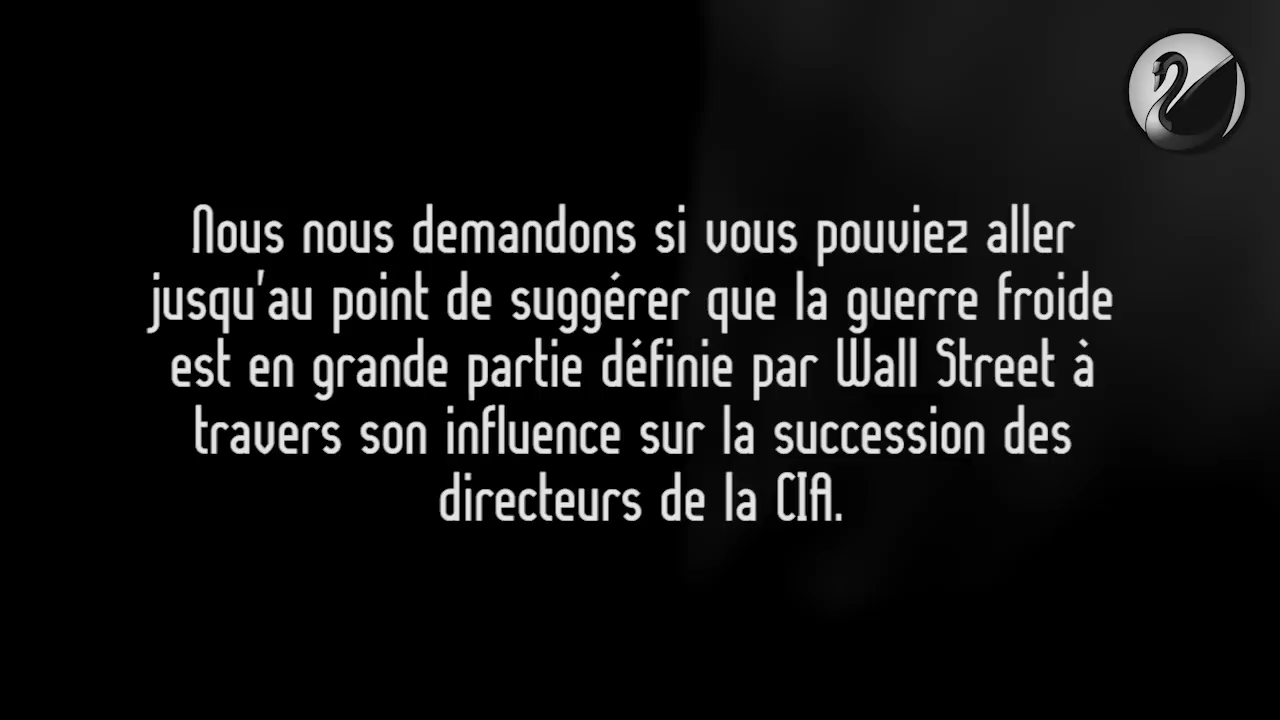 Nous nous demandons si vous pouviez aller
jusqu'au point de suggérer que la guerre froide
est en grande partie définie par Wall Street à
travers son influence sur la succession des
directeurs de la CIA.